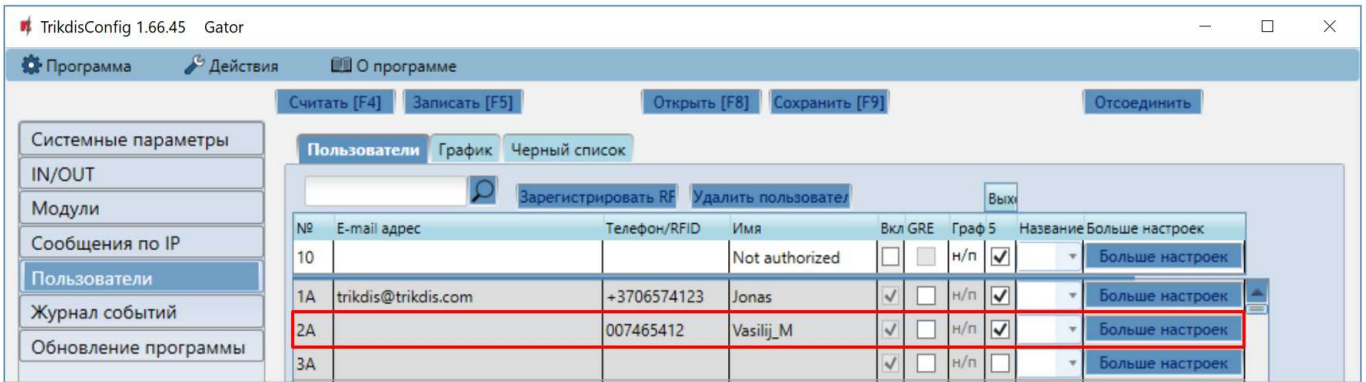 TrikdisConfig 1.66.45 Gator
Программа Действия О программе
Считать [F4] Записать [F5] Открыть [F8] Сохранить [F9] Отсоединить
Системные параметры
IN/OUT
Модули
Сообщения по IP
Пользователи
Журнал событий
Обновление программы
Пользователи График Черный список
Зарегистрировать RF Удалить пользовател Вых
№ E-mail адрес Телефон/RFID Имя Вкл GRE Граф 5 Название Больше настроек
10 Not authorized н/п Больше настроек
1A trikdis@trikdis.com +3706574123 Jonas н/п Больше настроек
2A 007465412 Vasilij_M н/п Больше настроек
3A н/п Больше настроек